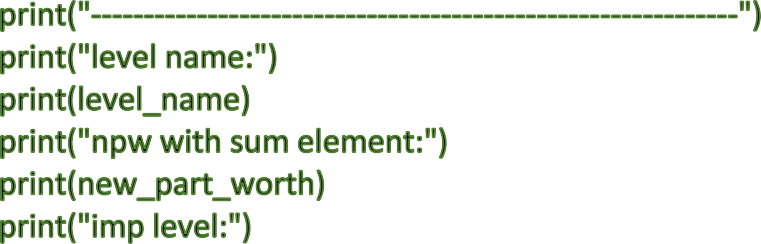 print("-------------------------------------------------------------")
print("level name:")
print(level_name)
print("npw with sum element:")
print(new_part_worth)
print("imp level:")